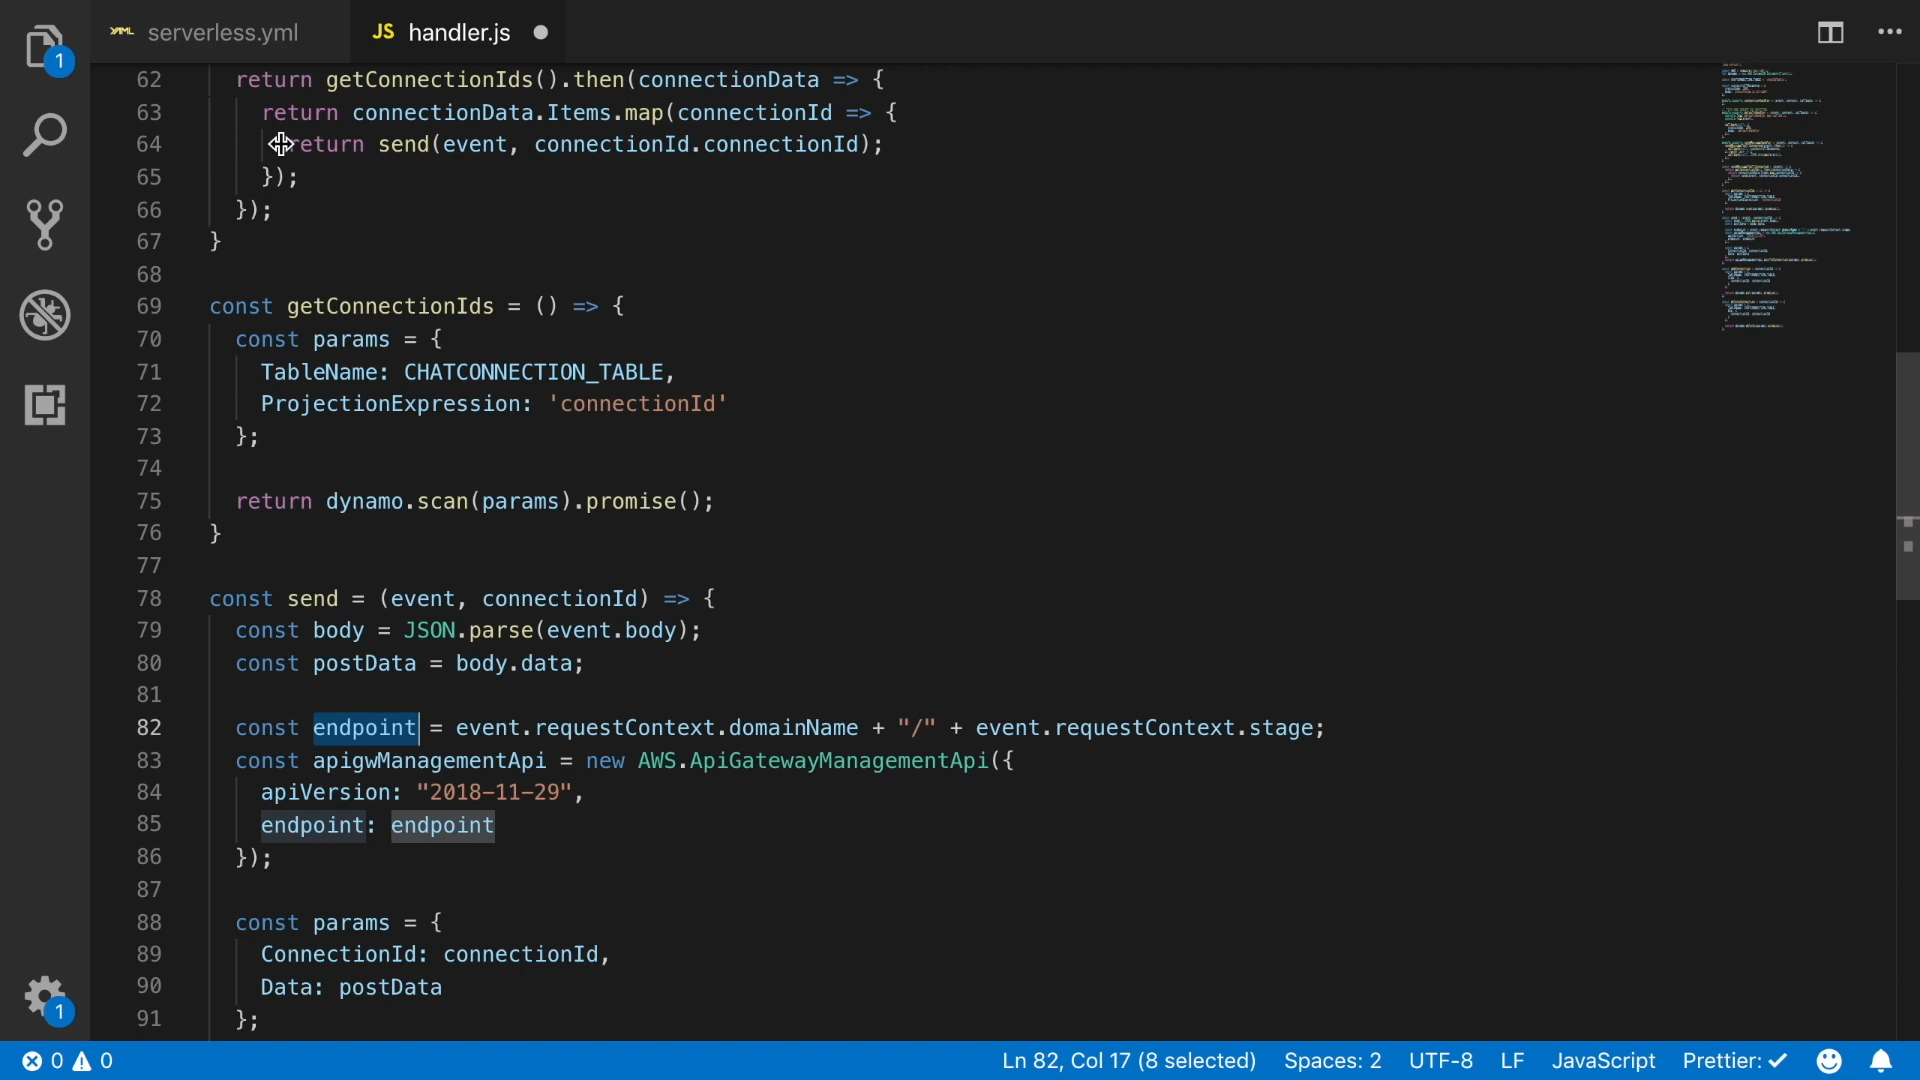 1
YAML serverless.yml
JS handler.js
62 return getConnectionIds().then(connectionData => {
63 return connectionData.Items.map(connectionId => {
64 return send(event, connectionId.connectionId);
65 });
66 });
67 }
68
69 const getConnectionIds = () => {
70 const params = {
71 TableName: CHATCONNECTION_TABLE,
72 ProjectionExpression: 'connectionId'
73 };
74
75 return dynamo.scan(params).promise();
76 }
77
78 const send = (event, connectionId) => {
79 const body = JSON.parse(event.body);
80 const postData = body.data;
81
82 const endpoint = event.requestContext.domainName + "/" + event.requestContext.stage;
83 const apigwManagementApi = new AWS.ApiGatewayManagementApi({
84 apiVersion: "2018-11-29",
85 endpoint: endpoint
86 });
87
88 const params = {
89 ConnectionId: connectionId,
90 Data: postData
91 };
1
0 0 Ln 82, Col 17 (8 selected) Spaces: 2 UTF-8 LF JavaScript Prettier: ✓